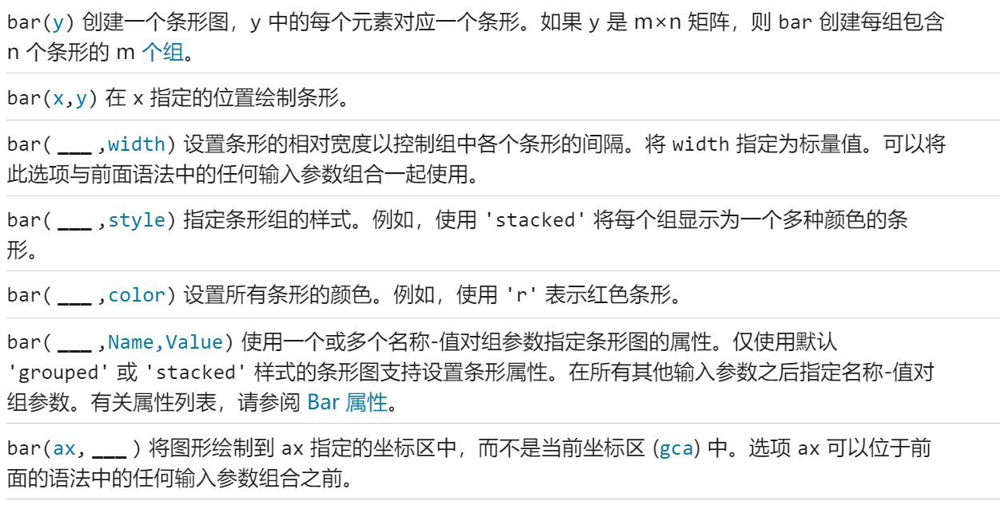 bar(y) 创建一个条形图，y 中的每个元素对应一个条形。如果 y 是 m×n 矩阵，则 bar 创建每组包含
n 个条形的 m 个组。
bar(x,y) 在 x 指定的位置绘制条形。
bar( ___ ,width) 设置条形的相对宽度以控制组中各个条形的间隔。将 width 指定为标量值。可以将
此选项与前面语法中的任何输入参数组合一起使用。
bar( ___ ,style) 指定条形组的样式。例如，使用 'stacked' 将每个组显示为一个多种颜色的条
形。
bar( ___ ,color) 设置所有条形的颜色。例如，使用 'r' 表示红色条形。
bar( ___ ,Name,Value) 使用一个或多个名称-值对组参数指定条形图的属性。仅使用默认
'grouped' 或 'stacked' 样式的条形图支持设置条形属性。在所有其他输入参数之后指定名称-值对
组参数。有关属性列表，请参阅 Bar 属性。
bar(ax, ___ ) 将图形绘制到 ax 指定的坐标区中，而不是当前坐标区 (gca) 中。选项 ax 可以位于前
面的语法中的任何输入参数组合之前。